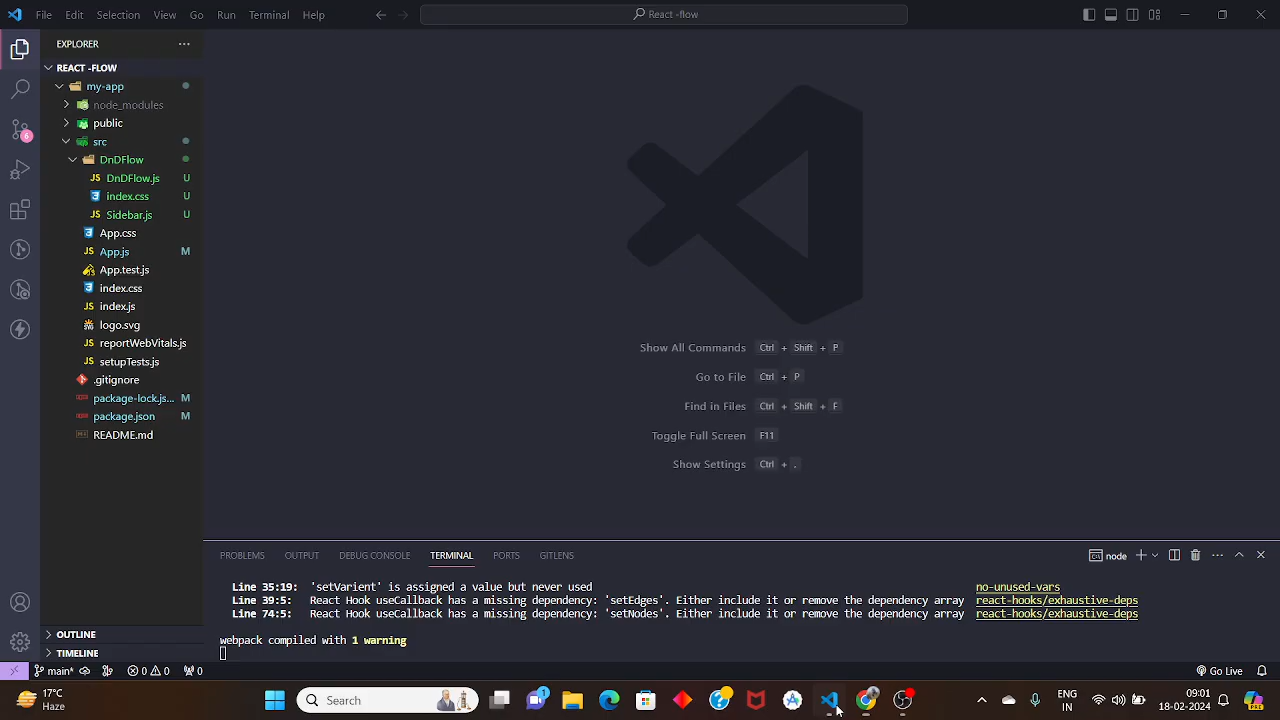 File Edit Selection View Go Run Terminal Help
React -flow
EXPLORER
REACT -FLOW
my-app
node_modules
public
src
DnDFlow
JS DnDFlow.js U
index.css U
JS Sidebar.js U
App.css
JS App.js M
App.test.js
index.css
JS index.js
logo.svg
reportWebVitals.js
setupTests.js
.gitignore
package-lock.js... M
package.json M
README.md
OUTLINE
TIMELINE
6
Show All Commands Ctrl + Shift + P
Go to File Ctrl + P
Find in Files Ctrl + Shift + F
Toggle Full Screen F11
Show Settings Ctrl + .
PROBLEMS OUTPUT DEBUG CONSOLE TERMINAL PORTS GITLENS
node
Line 35:19: 'setVarient' is assigned a value but never used no-unused-vars
Line 39:5: React Hook useCallback has a missing dependency: 'setEdges'. Either include it or remove the dependency array react-hooks/exhaustive-deps
Line 74:5: React Hook useCallback has a missing dependency: 'setNodes'. Either include it or remove the dependency array react-hooks/exhaustive-deps
webpack compiled with 1 warning
main* 0 0 0 Go Live
17°C
Haze
Search
1
ENG
IN
09:01
18-02-2024